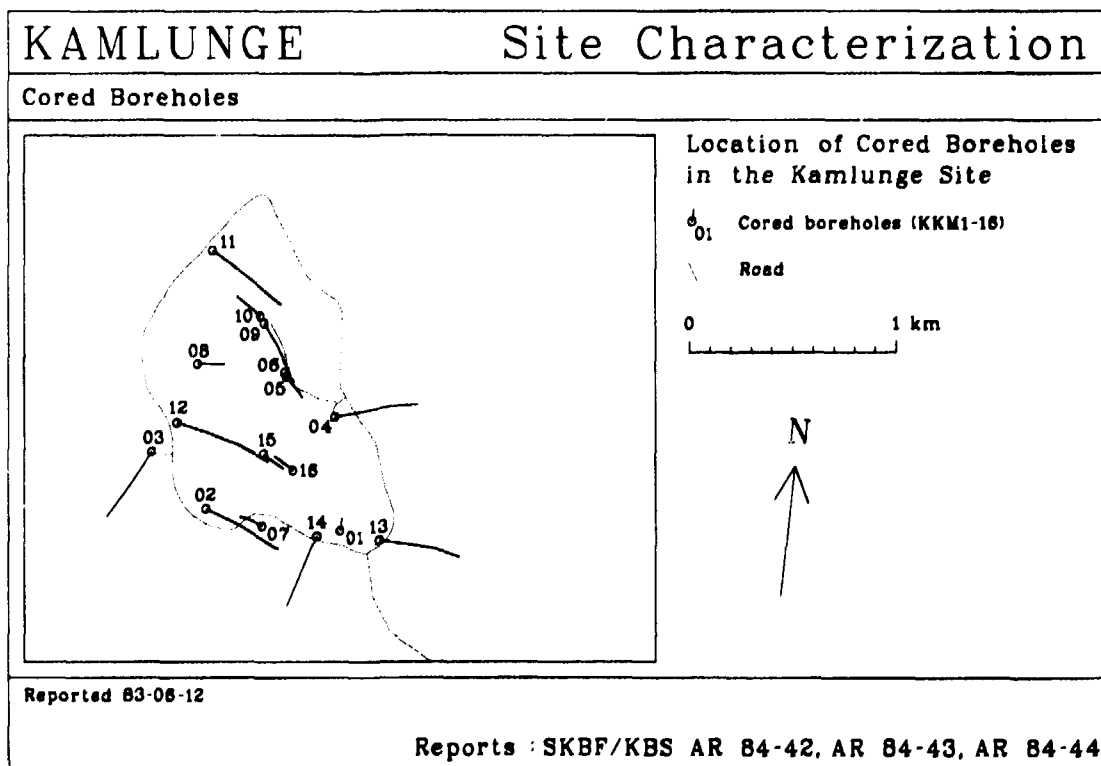 KAMLUNGE Site Characterization
Cored Boreholes
Location of Cored Boreholes
in the Kamlunge Site
01 Cored boreholes (KKM1-16)
Road
0 1 km
N
11
10
09
08
06
05
04
12
03
15
16
02
07
14
01
13
Reported 83-06-12
Reports : SKBF/KBS AR 84-42, AR 84-43, AR 84-44